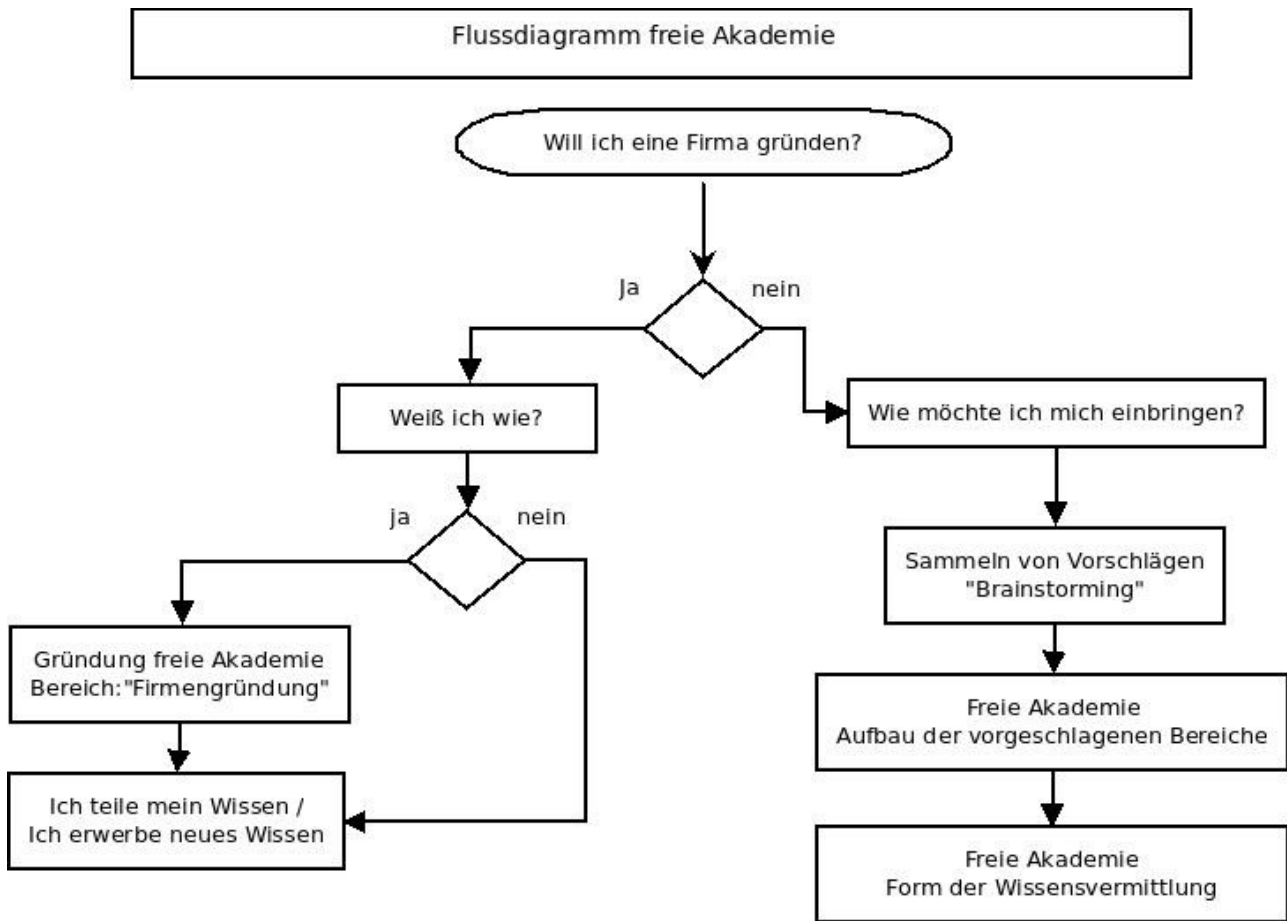 Flussdiagramm freie Akademie
Will ich eine Firma gründen?
Ja
nein
Weiß ich wie?
Wie möchte ich mich einbringen?
ja
nein
Sammeln von Vorschlägen
"Brainstorming"
Gründung freie Akademie
Bereich:"Firmengründung"
Freie Akademie
Aufbau der vorgeschlagenen Bereiche
Ich teile mein Wissen /
Ich erwerbe neues Wissen
Freie Akademie
Form der Wissensvermittlung